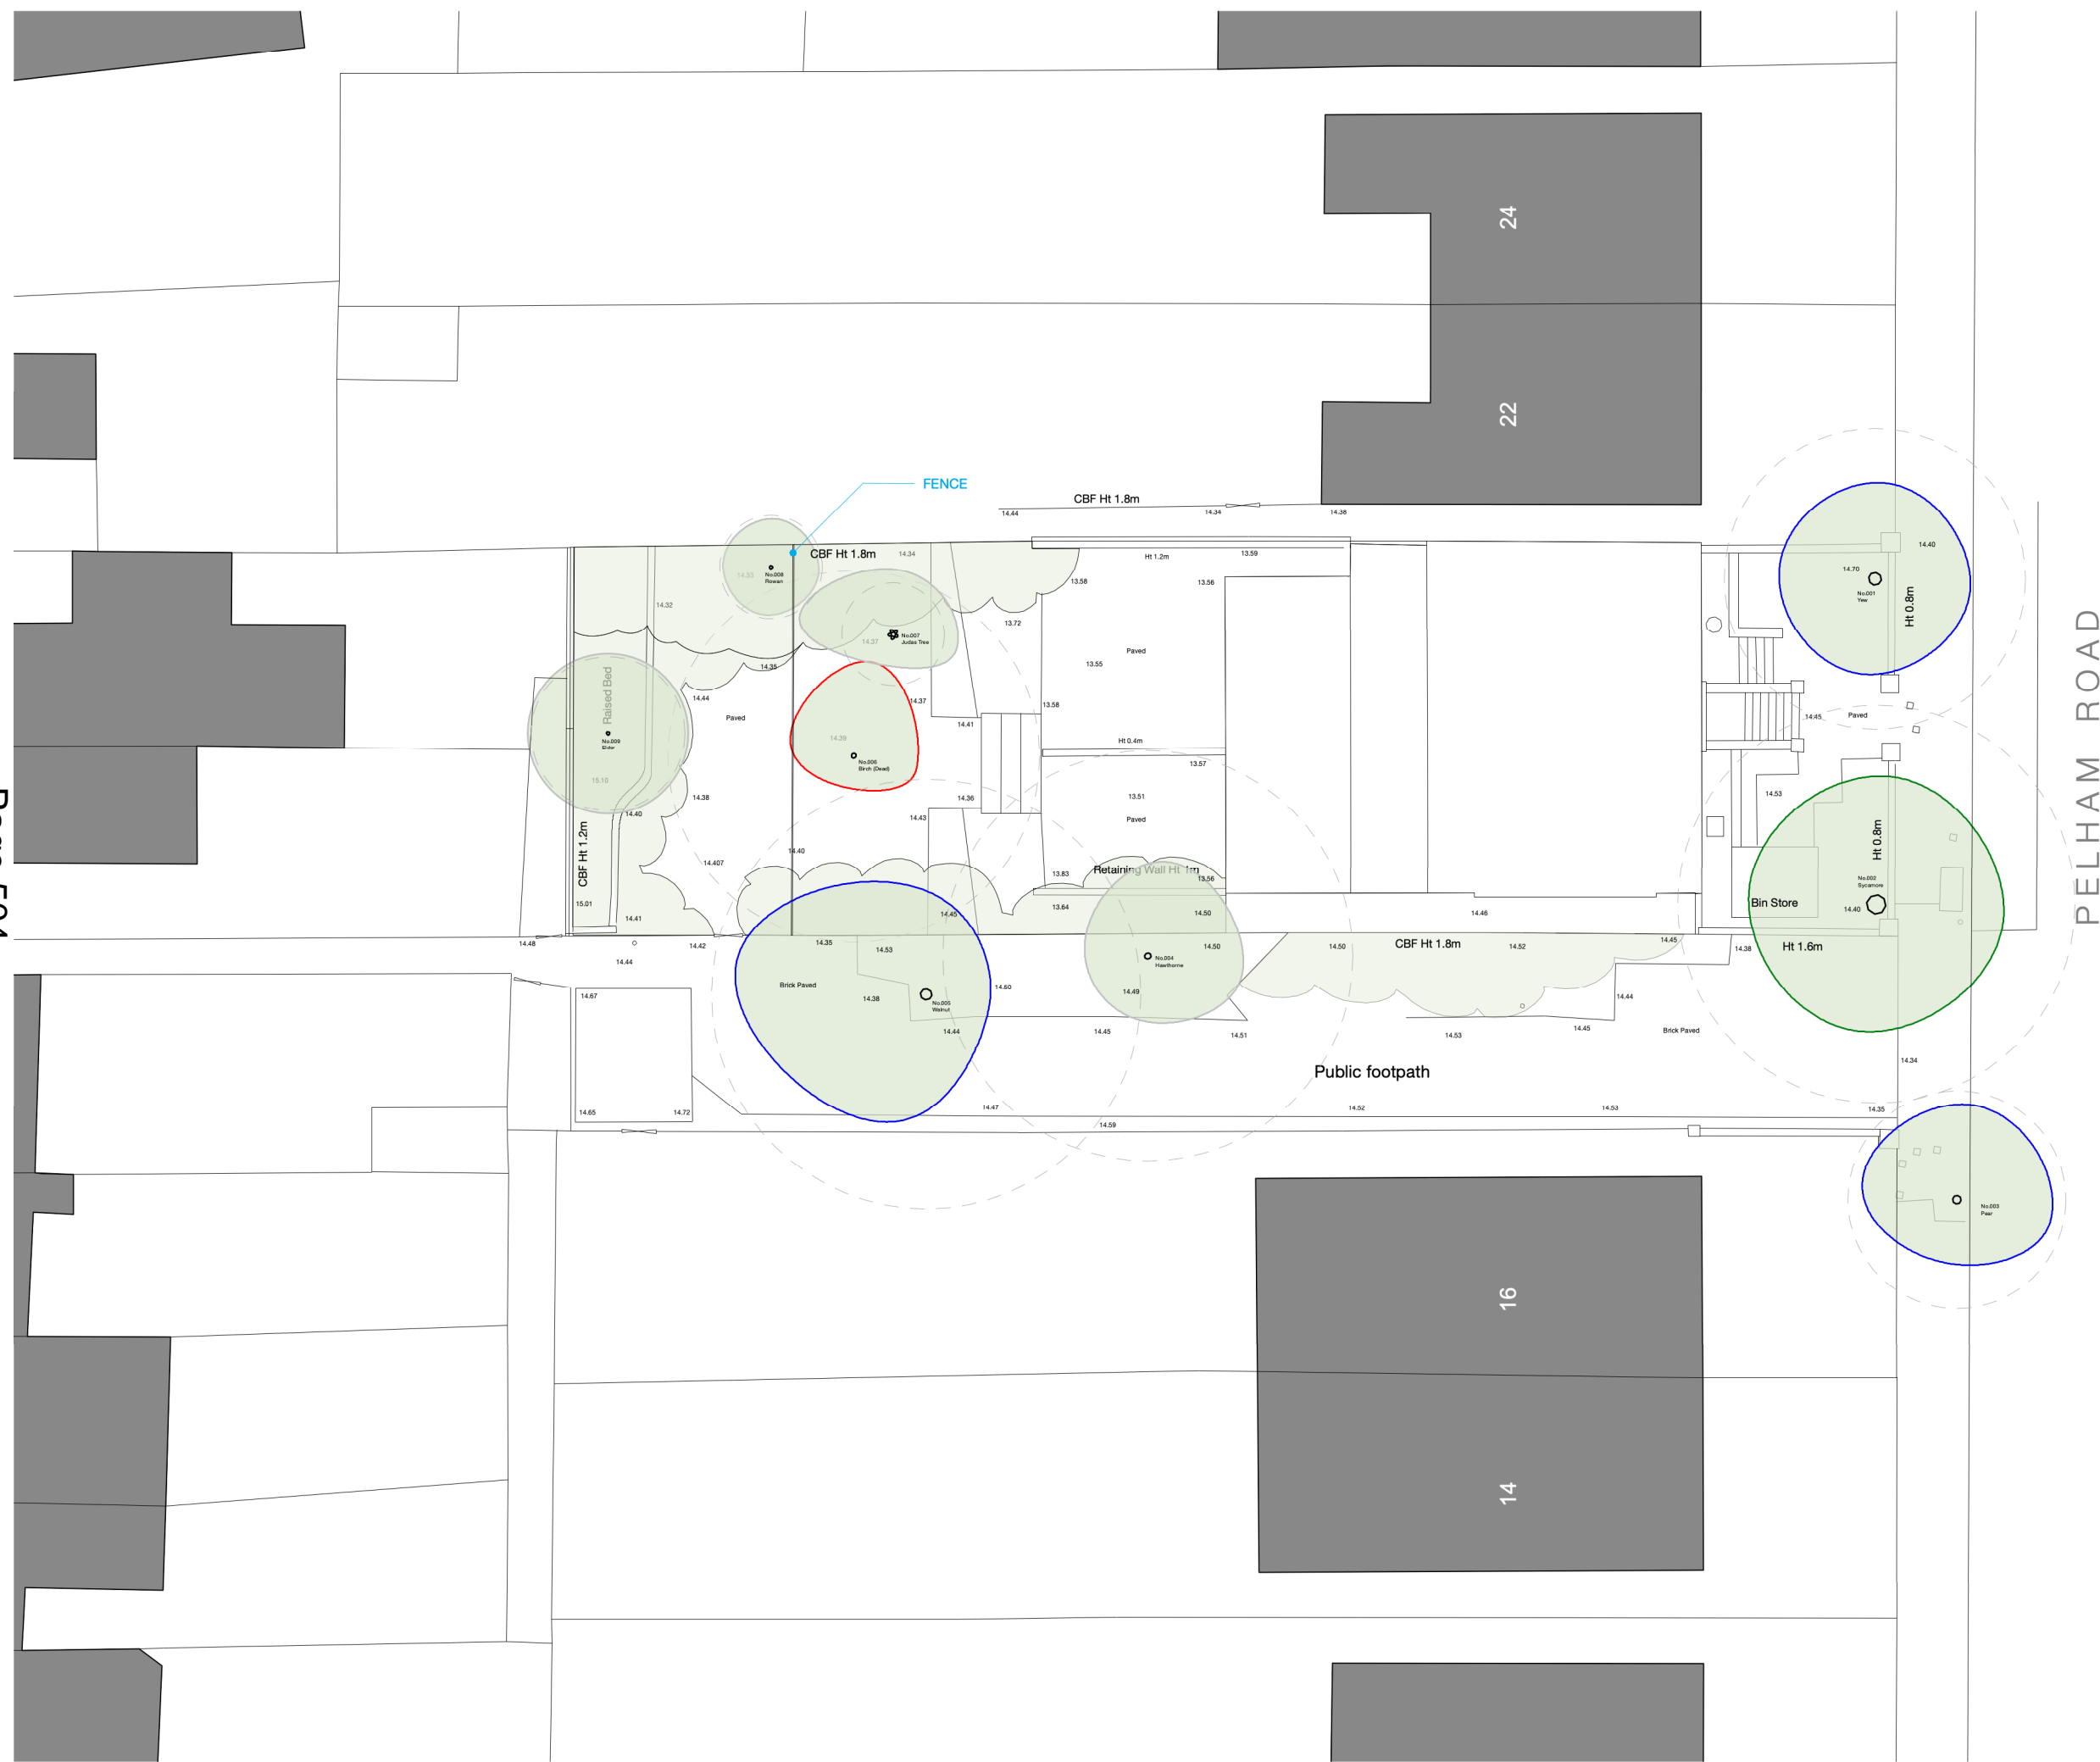 24
22
FENCE
CBF Ht 1.8m
14.44
14.34
14.38
CBF Ht 1.8m
14.34
Ht 1.2m
13.59
14.33
No.008
Rowan
13.58
13.56
14.32
No.007
Judas Tree
14.37
13.72
Paved
13.55
14.35
14.44
Paved
14.37
13.58
14.41
Raised Bed
No.009
Elder
15.10
14.39
No.006
Birch (Dead)
Ht 0.4m
13.57
14.38
14.36
13.51
14.40
14.43
Paved
CBF Ht 1.2m
14.40
14.407
13.83
Retaining Wall Ht 1m
13.56
15.01
14.41
14.45
13.64
14.50
14.46
14.48
14.42
14.35
14.53
14.50
14.50
CBF Ht 1.8m
14.52
14.45
14.44
No.004
Hawthorne
14.67
Brick Paved
14.38
14.60
14.49
No.005
Walnut
14.44
14.45
14.51
14.53
14.45
14.44
Brick Paved
Public footpath
14.65
14.72
14.47
14.52
14.53
14.35
14.59
14.40
14.70
No.001
Yew
Ht 0.8m
14.45
Paved
14.53
Ht 0.8m
No.002
Sycamore
14.40
Bin Store
14.38
Ht 1.6m
14.34
No.003
Pear
PELHAM ROAD
16
14